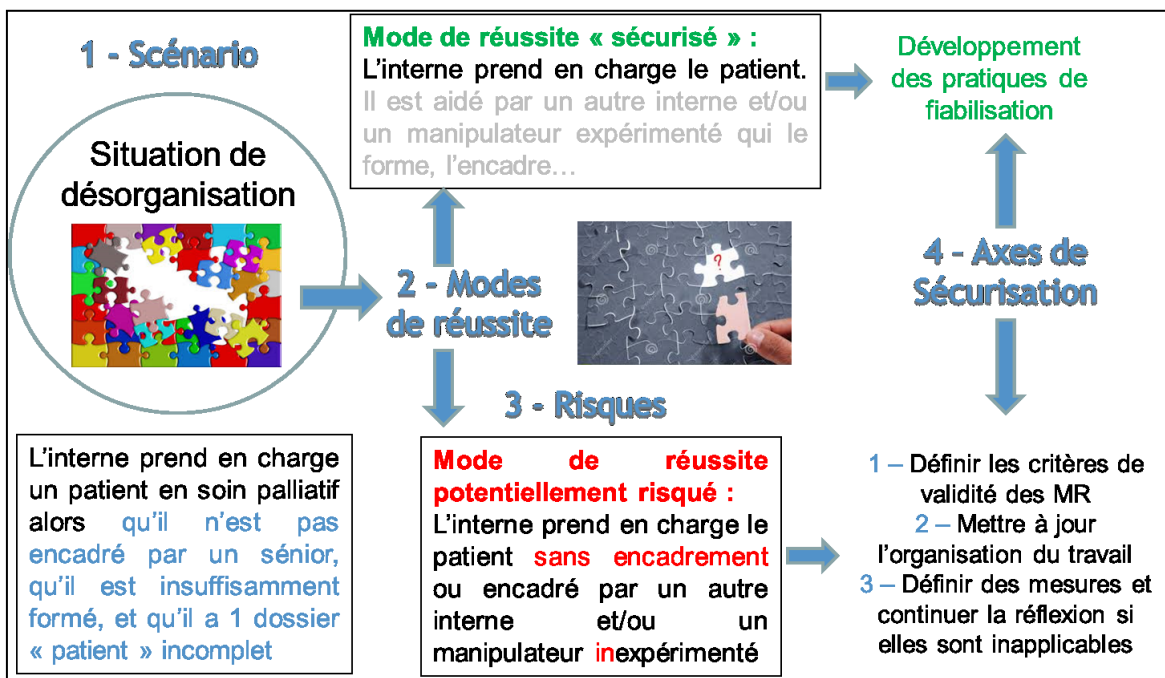 1 - Scénario
Situation de
désorganisation
L'interne prend en charge
un patient en soin palliatif
alors qu'il n'est pas
encadré par un sénior,
qu'il est insuffisamment
formé, et qu'il a 1 dossier
« patient » incomplet
Mode de réussite « sécurisé » :
L'interne prend en charge le patient.
Il est aidé par un autre interne et/ou
un manipulateur expérimenté qui le
forme, l'encadre…
2 - Modes
de réussite
?
3 - Risques
Mode de réussite
potentiellement risqué :
L'interne prend en charge le
patient sans encadrement
ou encadré par un autre
interne et/ou un
manipulateur inexpérimenté
Développement
des pratiques de
fiabilisation
4 - Axes de
Sécurisation
1 – Définir les critères de
validité des MR
2 – Mettre à jour
l'organisation du travail
3 – Définir des mesures et
continuer la réflexion si
elles sont inapplicables